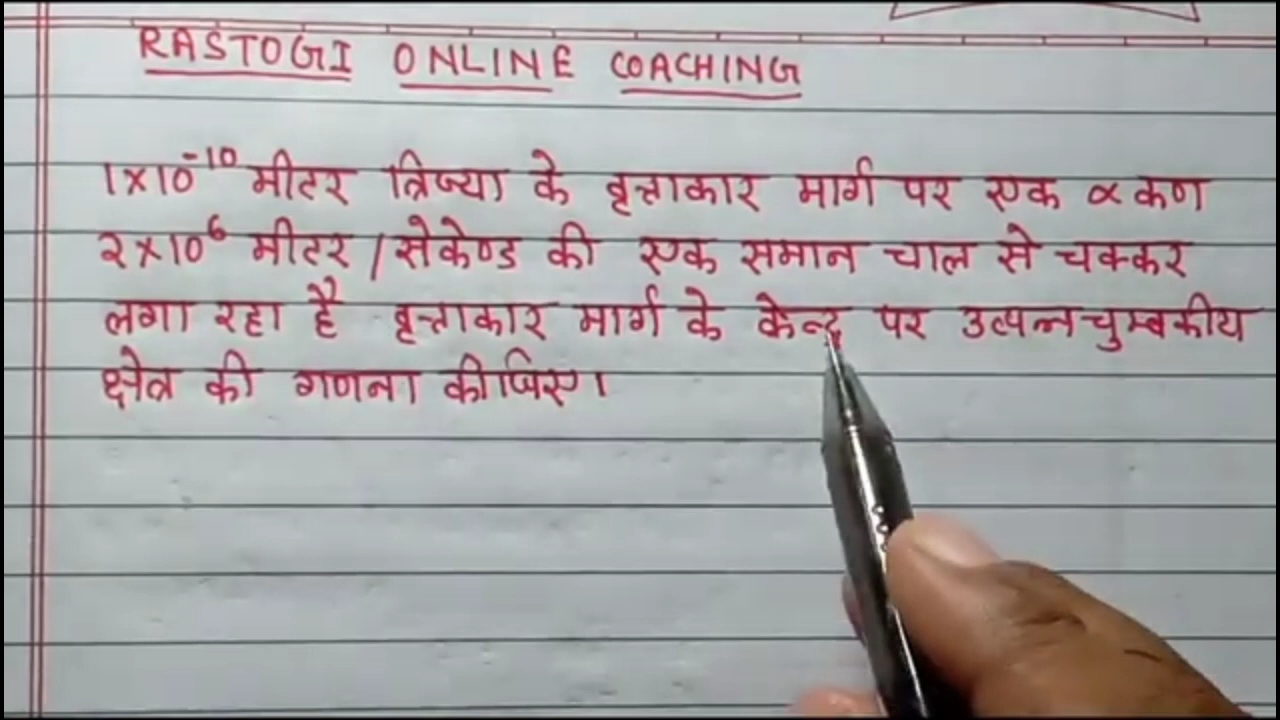 RASTOGI ONLINE COACHING
1×10⁻¹⁰ मीटर त्रिज्या के वृत्ताकार मार्ग पर एक α कण
२×10⁶ मीटर/सेकेण्ड की एक समान चाल से चक्कर
लगा रहा है वृत्ताकार मार्ग के केन्द्र पर उत्पन्न चुम्बकीय
क्षेत्र की गणना कीजिए।